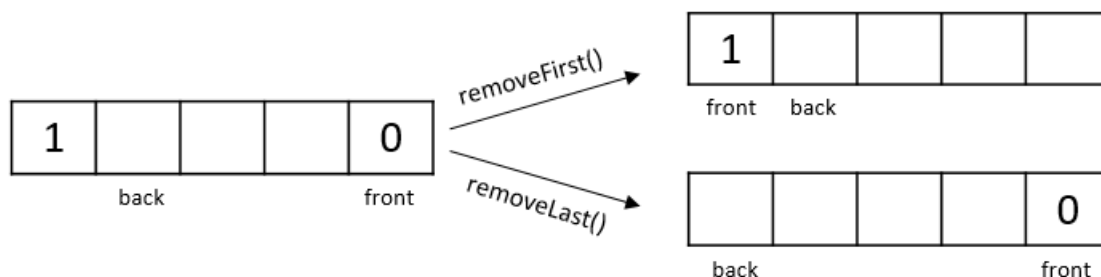 1 0
back front
removeFirst()
removeLast()
1
front back
0
back front